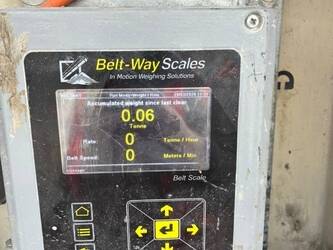 Belt-Way Scales
In Motion Weighing Solutions
Accumulated weight since last clear
0.06
Tonne
Rate: 0 Tonne / Hour
Belt Speed: 0 Meters / Min
Belt Scale